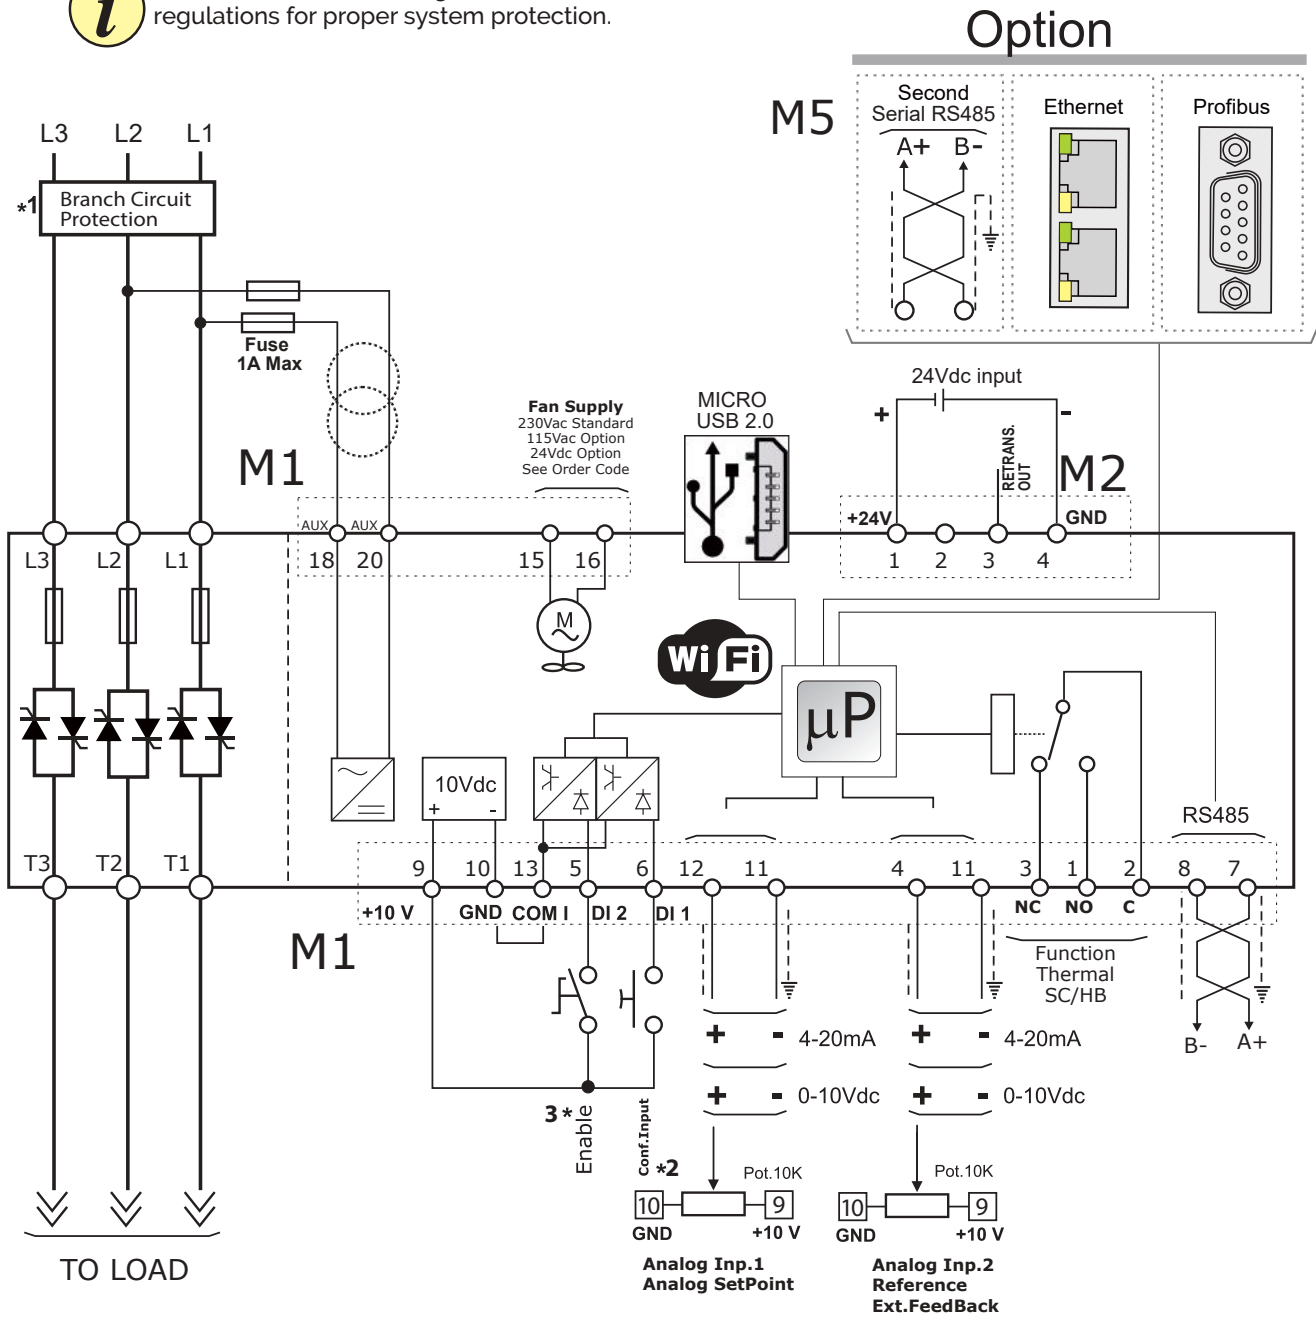 i
regulations for proper system protection.
Option
M5
Second
Serial RS485
A+ B-
Ethernet
Profibus
L3 L2 L1
*1
Branch Circuit
Protection
Fuse
1A Max
Fan Supply
230Vac Standard
115Vac Option
24Vdc Option
See Order Code
MICRO
USB 2.0
24Vdc input
+ -
RETRANS.
OUT
M1
M2
AUX AUX
+24V
GND
L3 L2 L1
18 20
15 16
1 2 3 4
M
WiFi
µP
10Vdc
+ -
RS485
T3 T2 T1
9 10 13 5 6 12 11 4 11 3 1 2 8 7
+10 V GND COM I DI 2 DI 1
NC NO C
M1
Function
Thermal
SC/HB
+ - 4-20mA
+ - 4-20mA
B- A+
+ - 0-10Vdc
+ - 0-10Vdc
3*
Enable
Conf.Input
*2
Pot.10K
Pot.10K
10 9
10 9
GND +10 V
GND +10 V
TO LOAD
Analog Inp.1
Analog SetPoint
Analog Inp.2
Reference
Ext.FeedBack